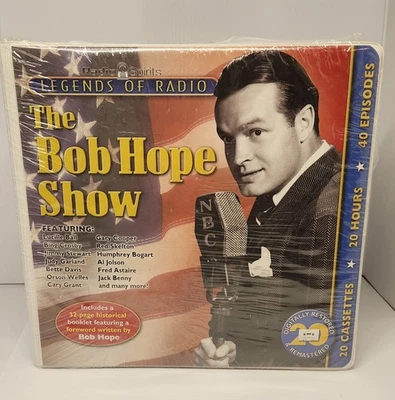 Radio Spirits
LEGENDS OF RADIO
The
Bob Hope
Show
FEATURING:
Lucille Ball
Bing Crosby
Jimmy Stewart
Judy Garland
Bette Davis
Orson Welles
Cary Grant
Gary Cooper
Red Skelton
Humphrey Bogart
Al Jolson
Fred Astaire
Jack Benny
and many more!
Includes a
32-page historical
booklet featuring a
foreword written by
Bob Hope
NBC
20 CASSETTES ★ 20 HOURS ★ 40 EPISODES
DIGITALLY RESTORED
20
& REMASTERED